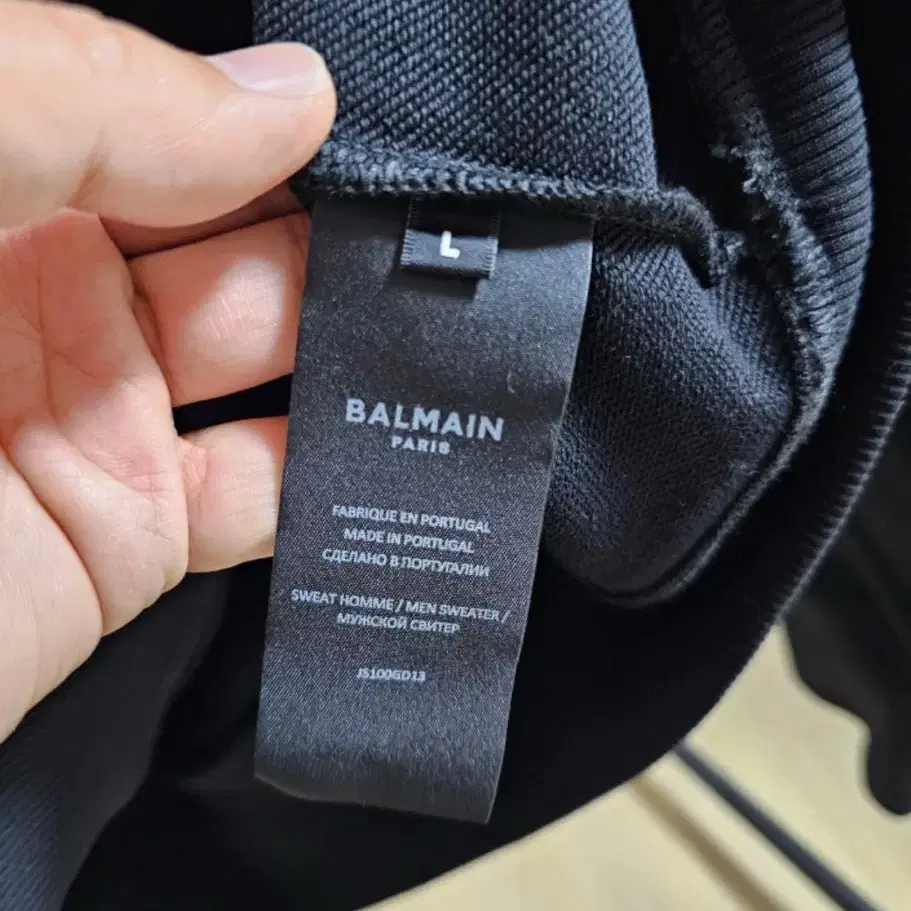 L
BALMAIN
PARIS
FABRIQUE EN PORTUGAL
MADE IN PORTUGAL
СДЕЛАНО В ПОРТУГАЛИИ
SWEAT HOMME / MEN SWEATER /
МУЖСКОЙ СВИТЕР
JS100GD13